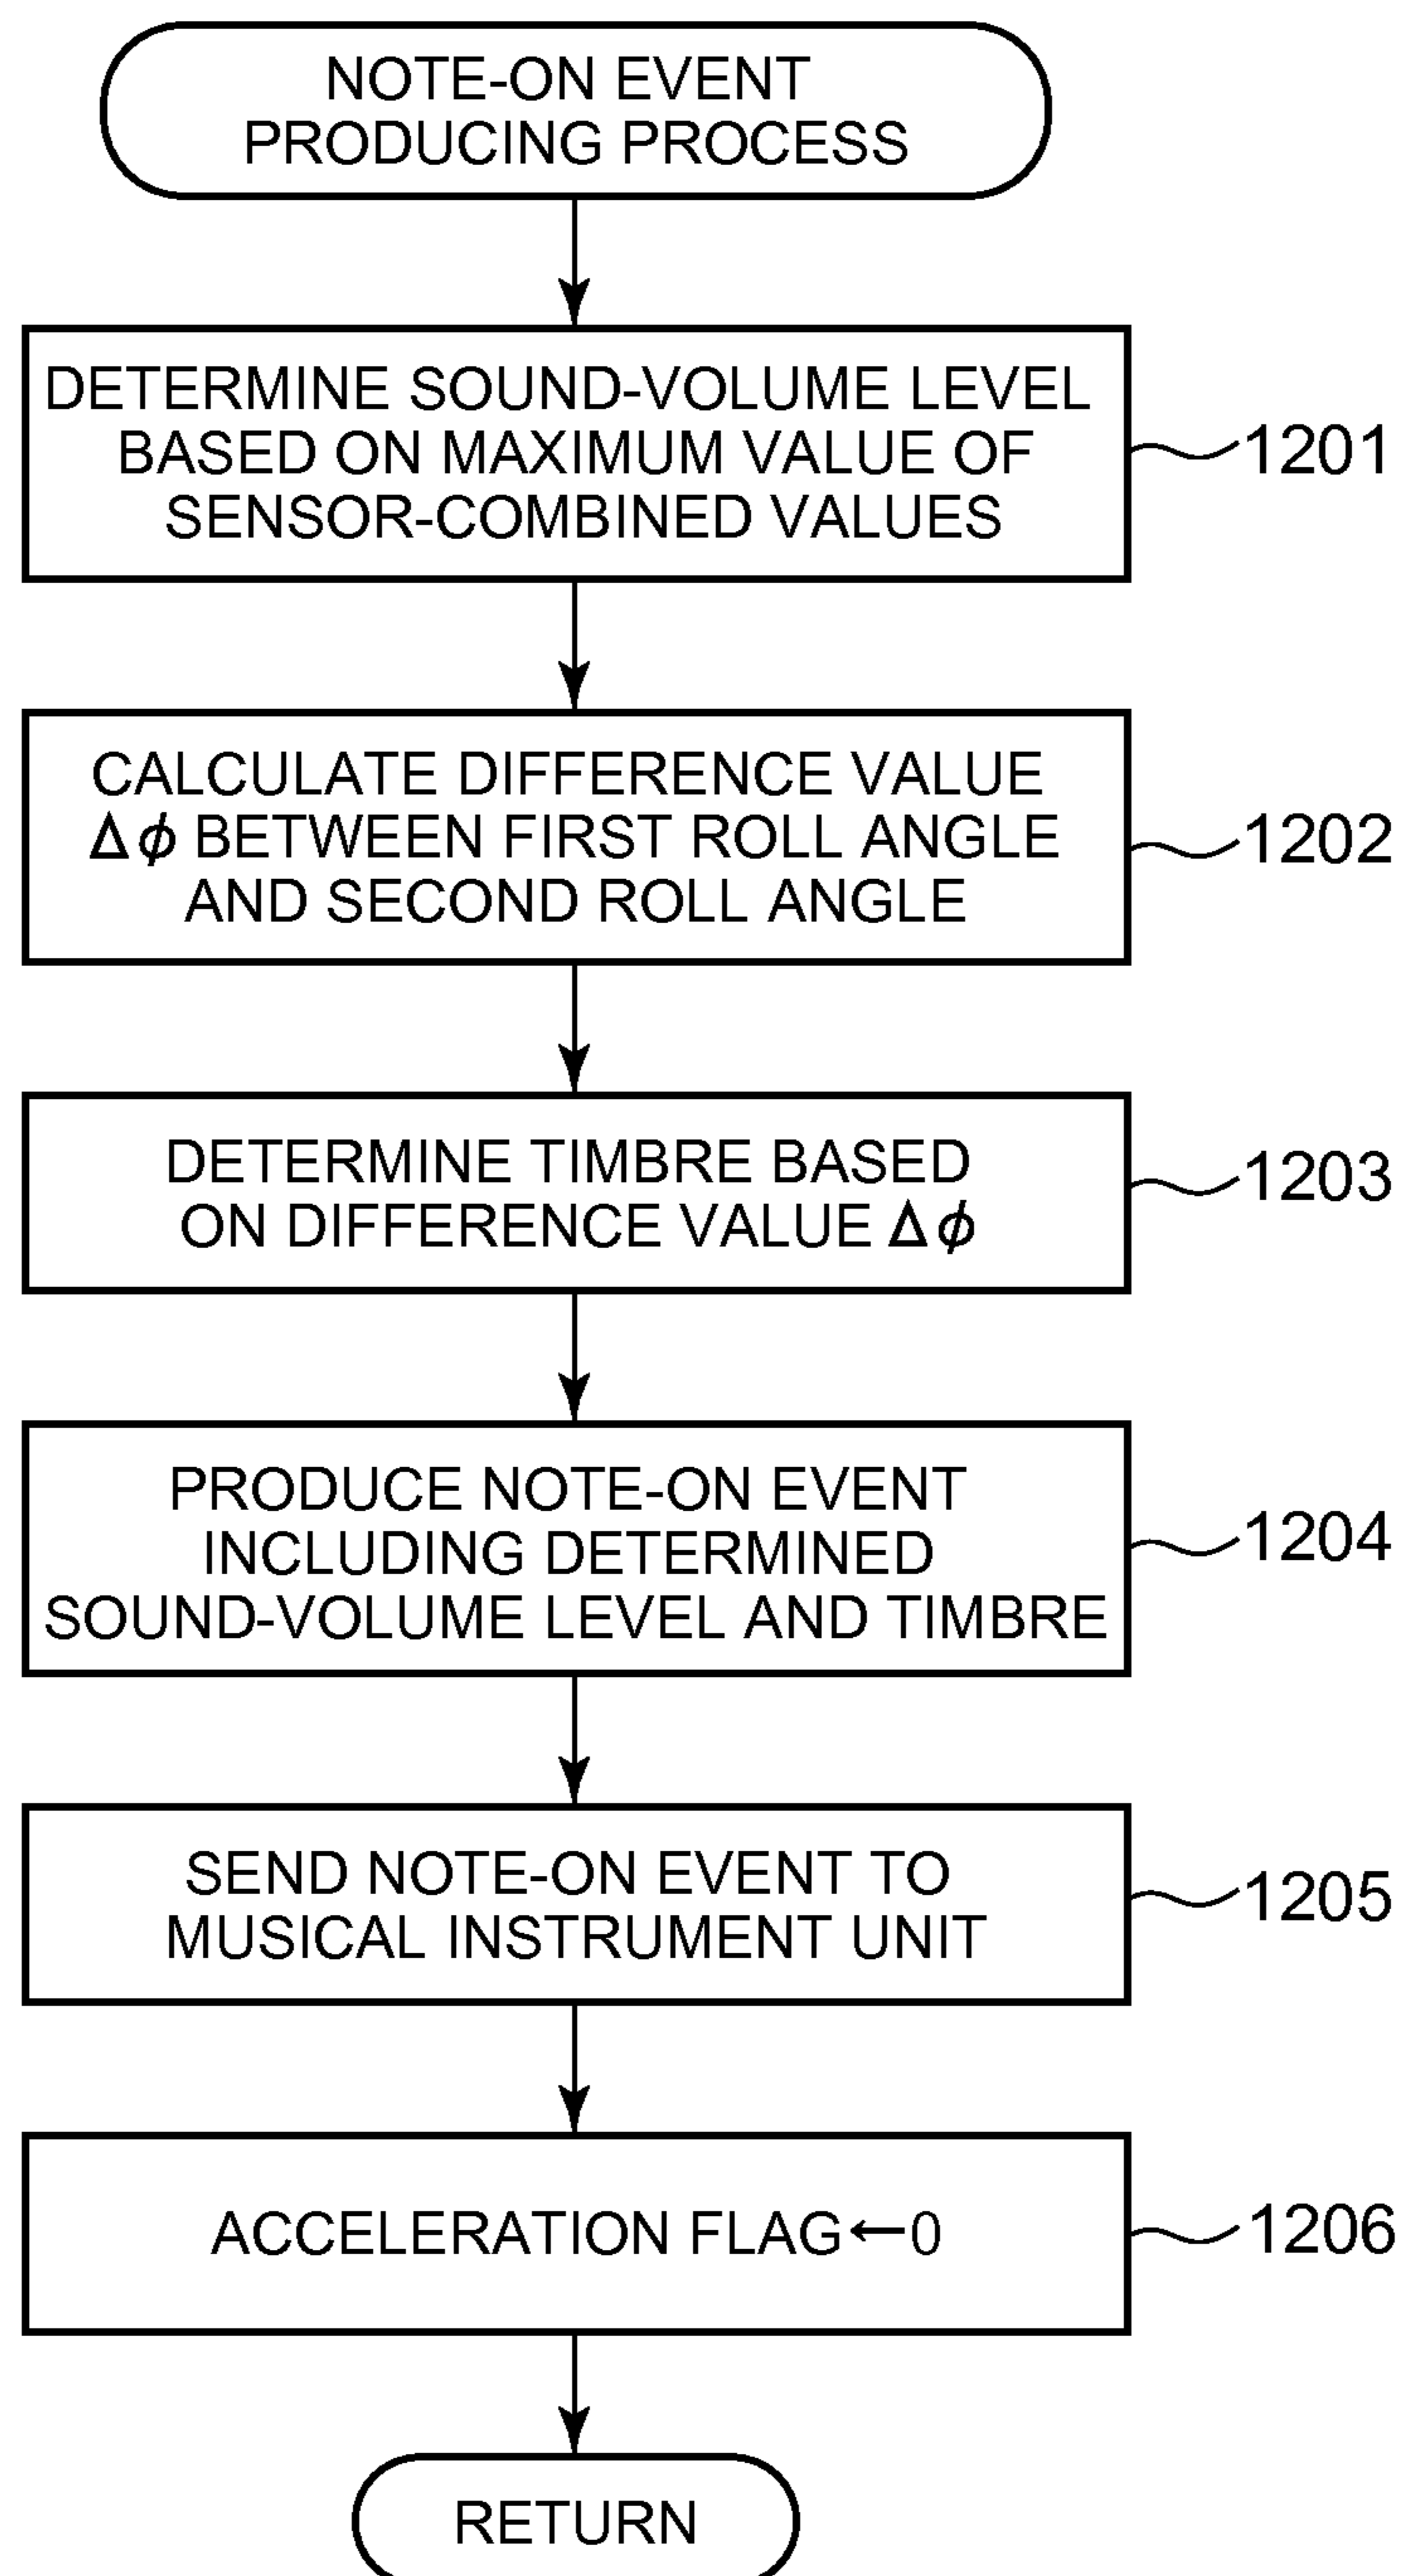 NOTE-ON EVENT
PRODUCING PROCESS
DETERMINE SOUND-VOLUME LEVEL
BASED ON MAXIMUM VALUE OF
SENSOR-COMBINED VALUES
1201
CALCULATE DIFFERENCE VALUE
Δϕ BETWEEN FIRST ROLL ANGLE
AND SECOND ROLL ANGLE
1202
DETERMINE TIMBRE BASED
ON DIFFERENCE VALUE Δϕ
1203
PRODUCE NOTE-ON EVENT
INCLUDING DETERMINED
SOUND-VOLUME LEVEL AND TIMBRE
1204
SEND NOTE-ON EVENT TO
MUSICAL INSTRUMENT UNIT
1205
ACCELERATION FLAG←0
1206
RETURN